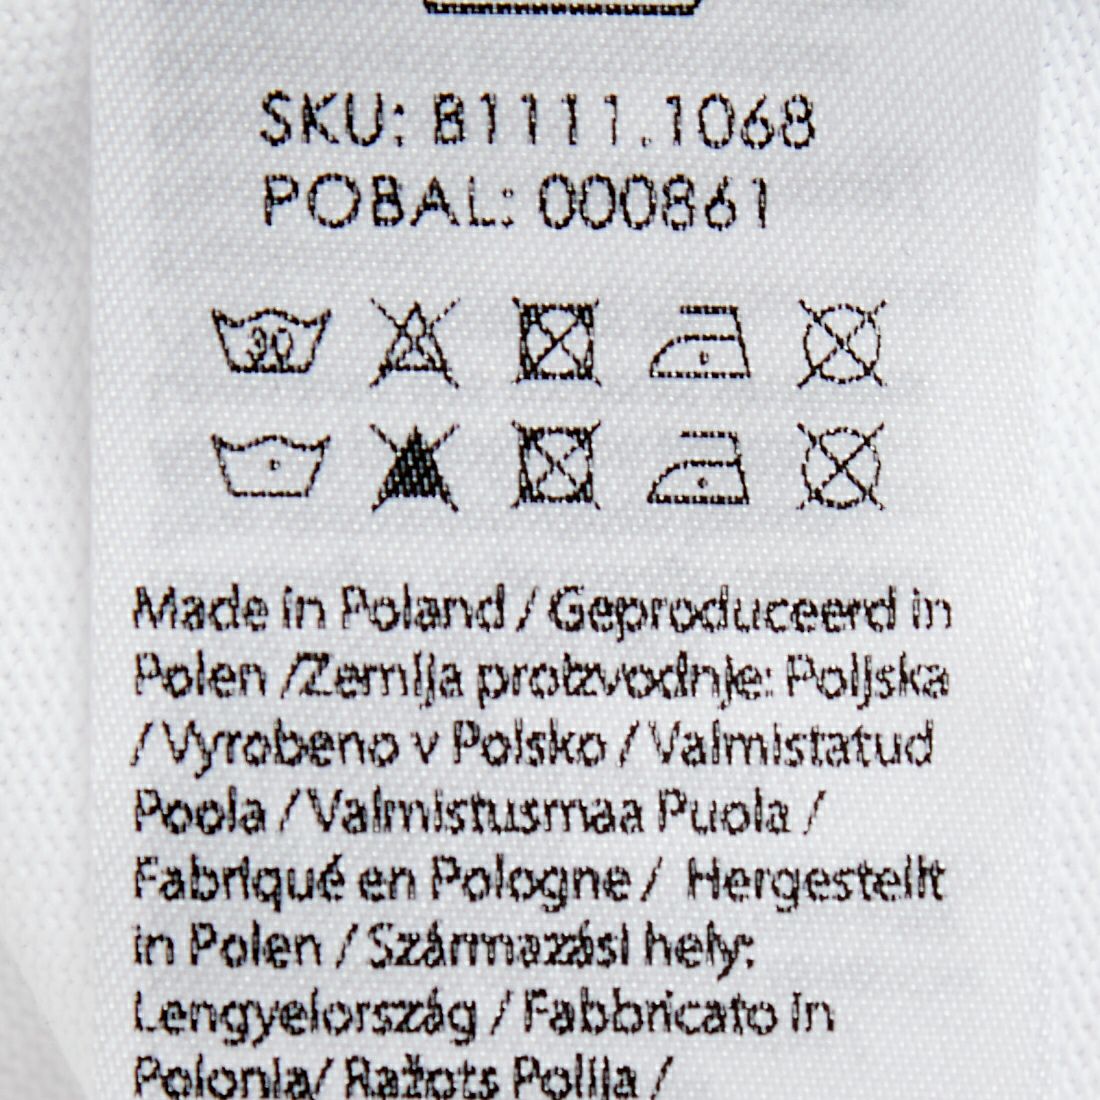 SKU: B1111.1068
POBAL: 000861
30
Made in Poland / Geproduceerd in
Polen /Zemlja proizvodnje: Poljska
/ Vyrobeno v Polsko / Valmistatud
Poola / Valmistusmaa Puola /
Fabriqué en Pologne / Hergestellt
in Polen / Származási hely:
Lengyelország / Fabbricato in
Polonia/ Ražots Polija /